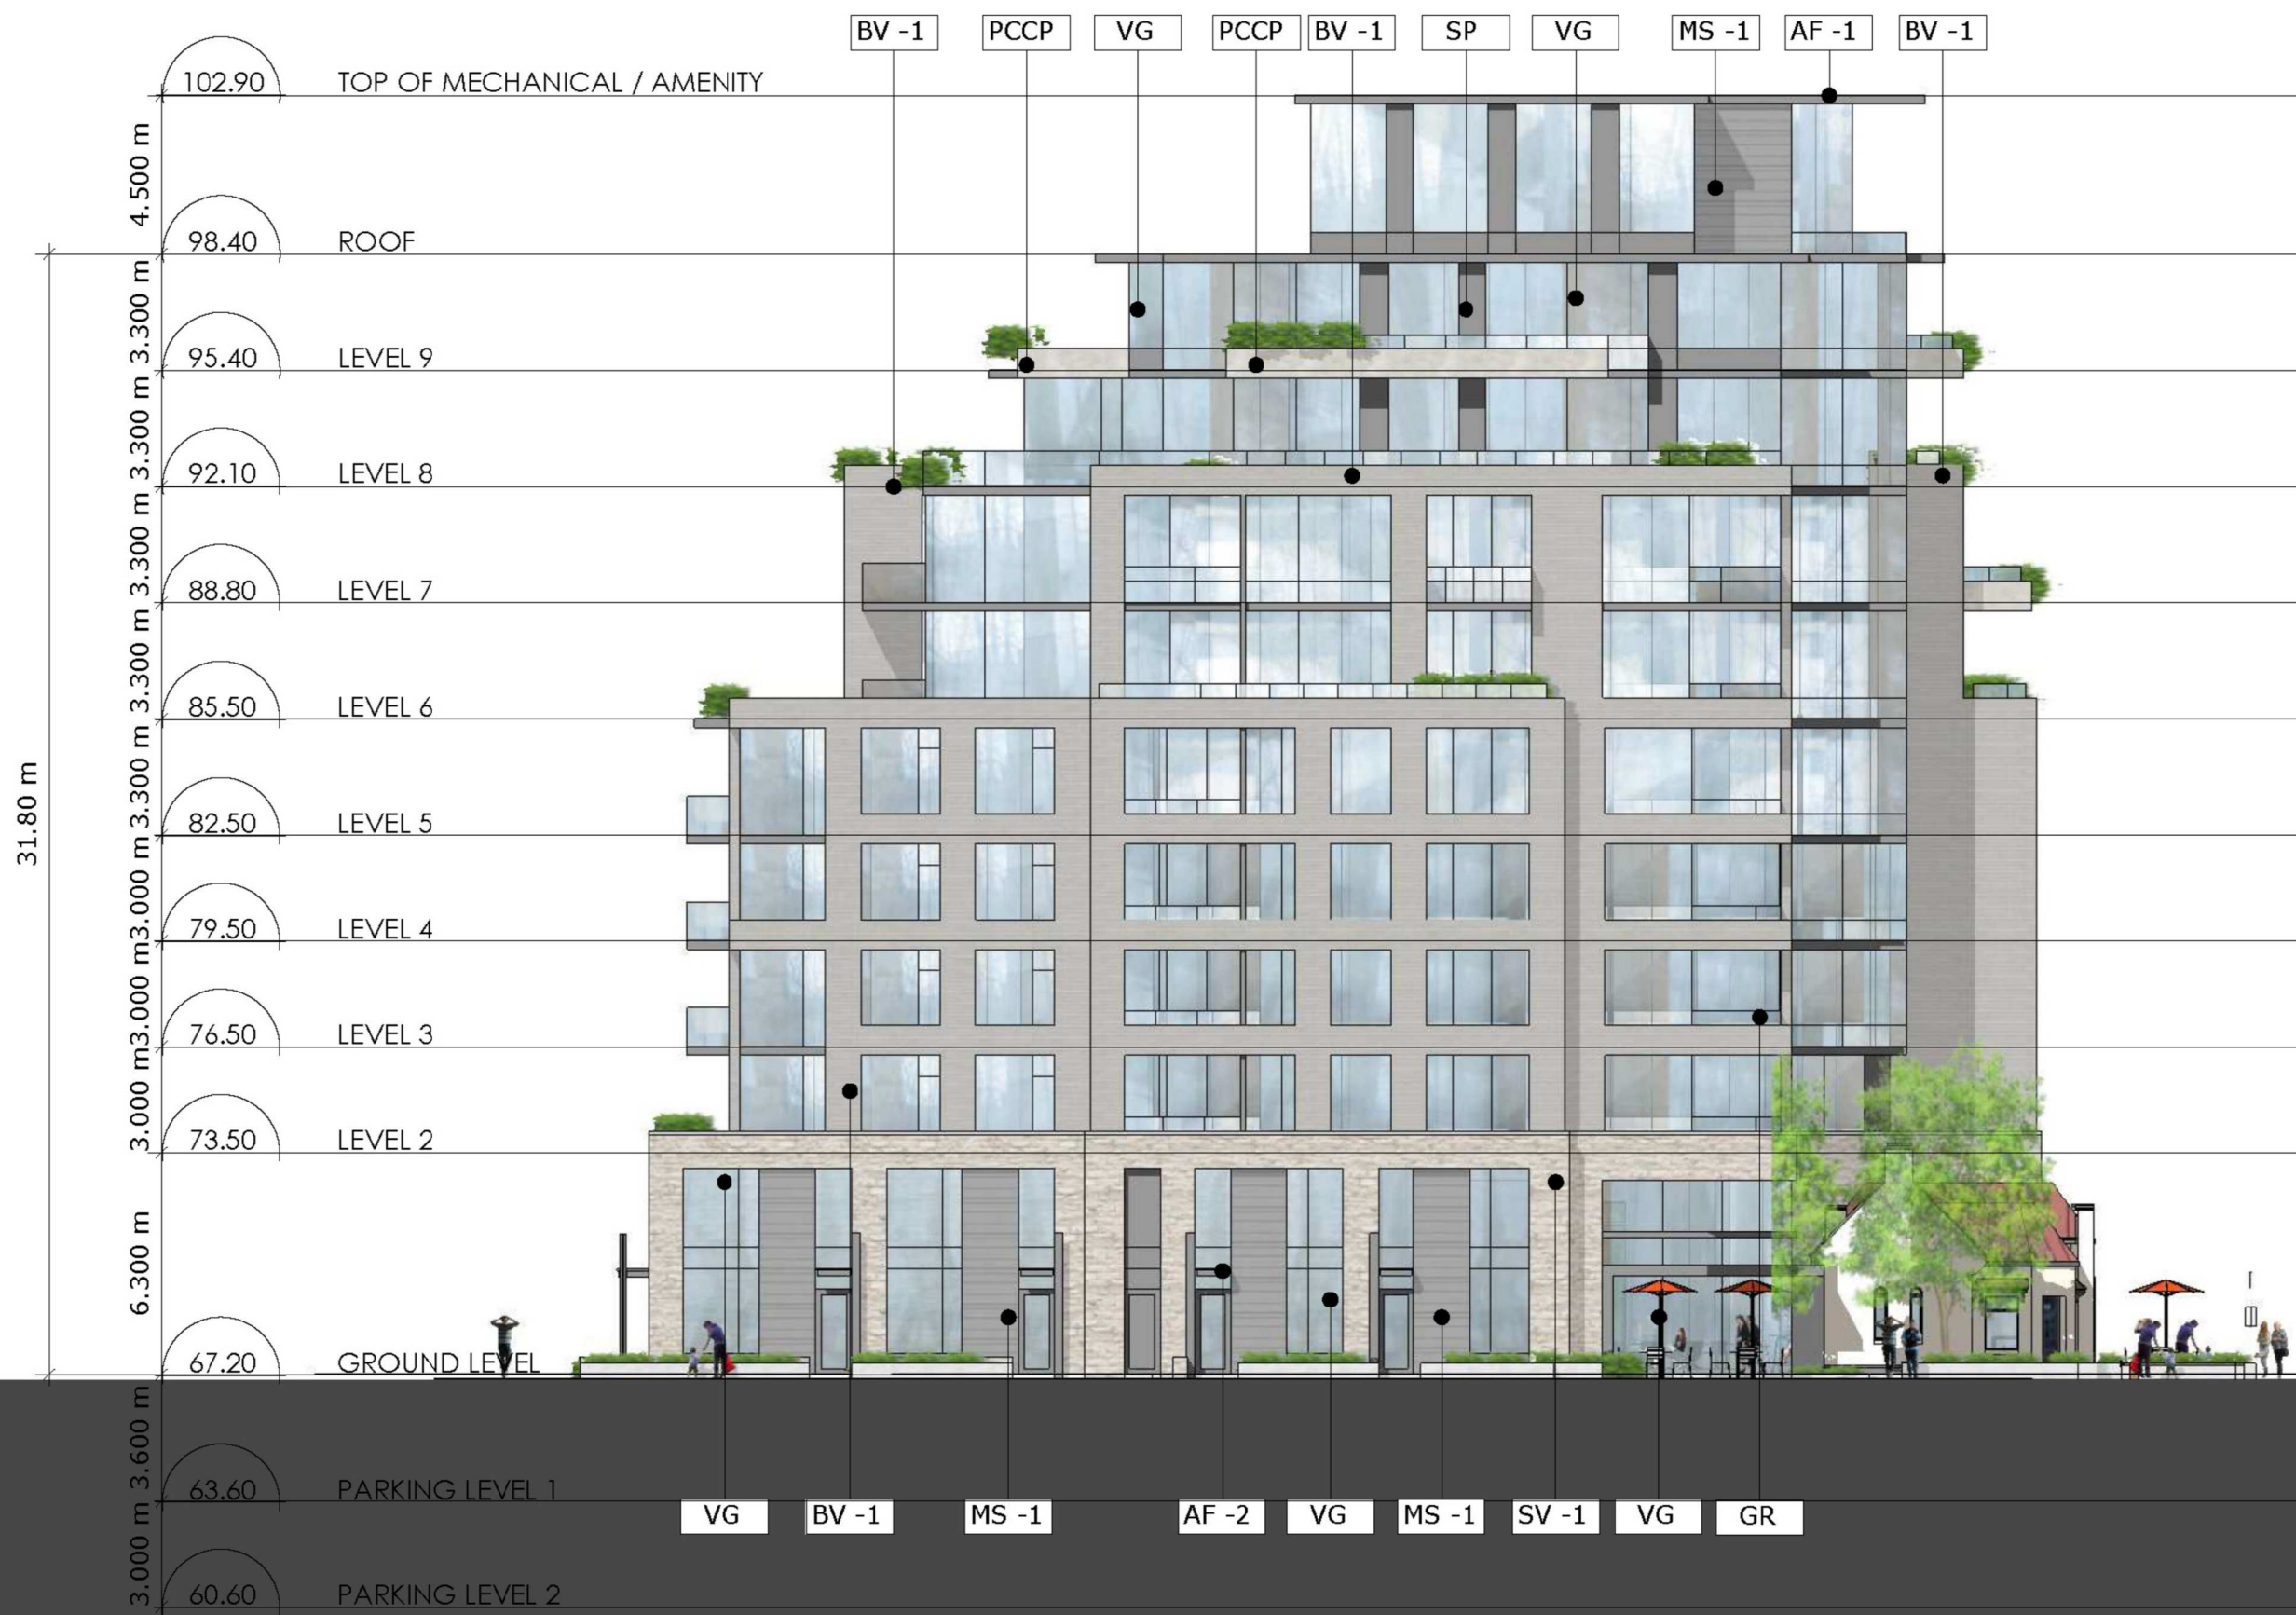 BV -1 PCCP VG PCCP BV -1 SP VG MS -1 AF -1 BV -1
102.90 TOP OF MECHANICAL / AMENITY
4.500 m
98.40 ROOF
3.300 m
95.40 LEVEL 9
3.300 m
92.10 LEVEL 8
3.300 m
88.80 LEVEL 7
3.300 m
85.50 LEVEL 6
3.300 m
31.80 m
82.50 LEVEL 5
3.000 m
79.50 LEVEL 4
3.000 m
76.50 LEVEL 3
3.000 m
73.50 LEVEL 2
6.300 m
67.20 GROUND LEVEL
3.600 m
63.60 PARKING LEVEL 1
VG BV -1 MS -1 AF -2 VG MS -1 SV -1 VG GR
3.000 m
60.60 PARKING LEVEL 2